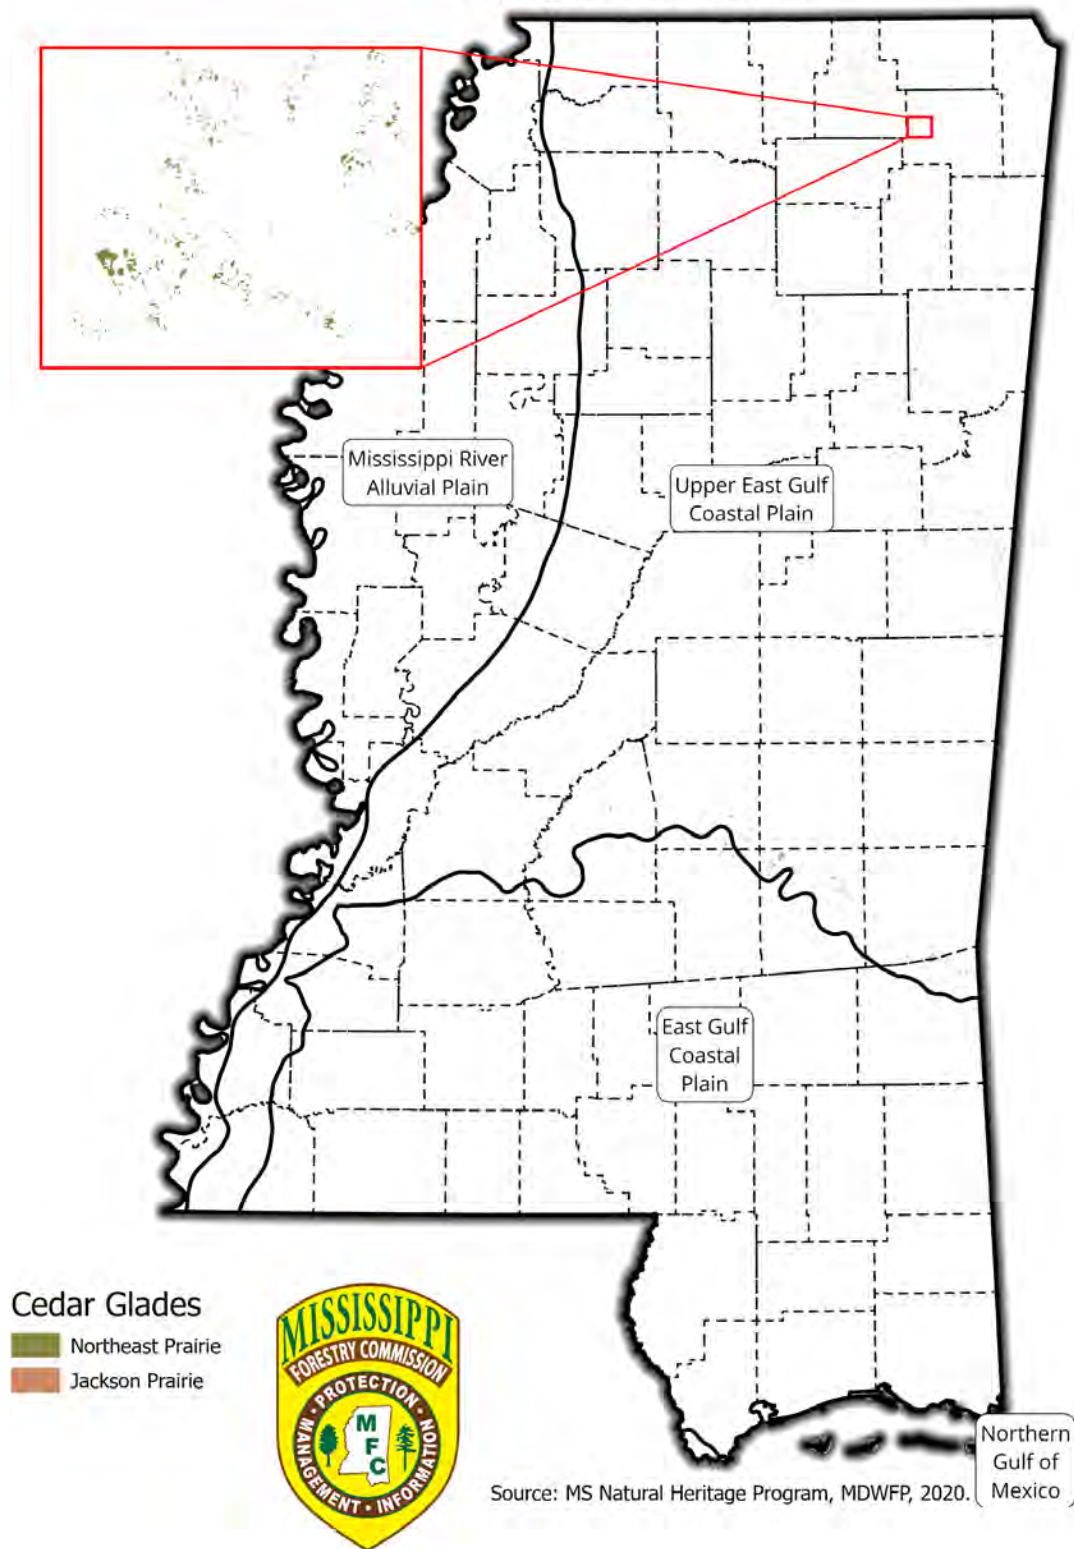 Mississippi River
Alluvial Plain
Upper East Gulf
Coastal Plain
East Gulf
Coastal
Plain
Cedar Glades
Northeast Prairie
Jackson Prairie
MISSISSIPPI
FORESTRY COMMISSION
PROTECTION
MANAGEMENT • INFORMATION
M
F
C
Northern
Gulf of
Mexico
Source: MS Natural Heritage Program, MDWFP, 2020.